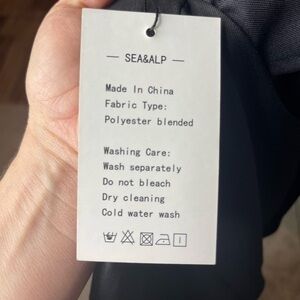 — SEA&ALP —
Made In China
Fabric Type:
Polyester blended
Washing Care:
Wash separately
Do not bleach
Dry cleaning
Cold water wash